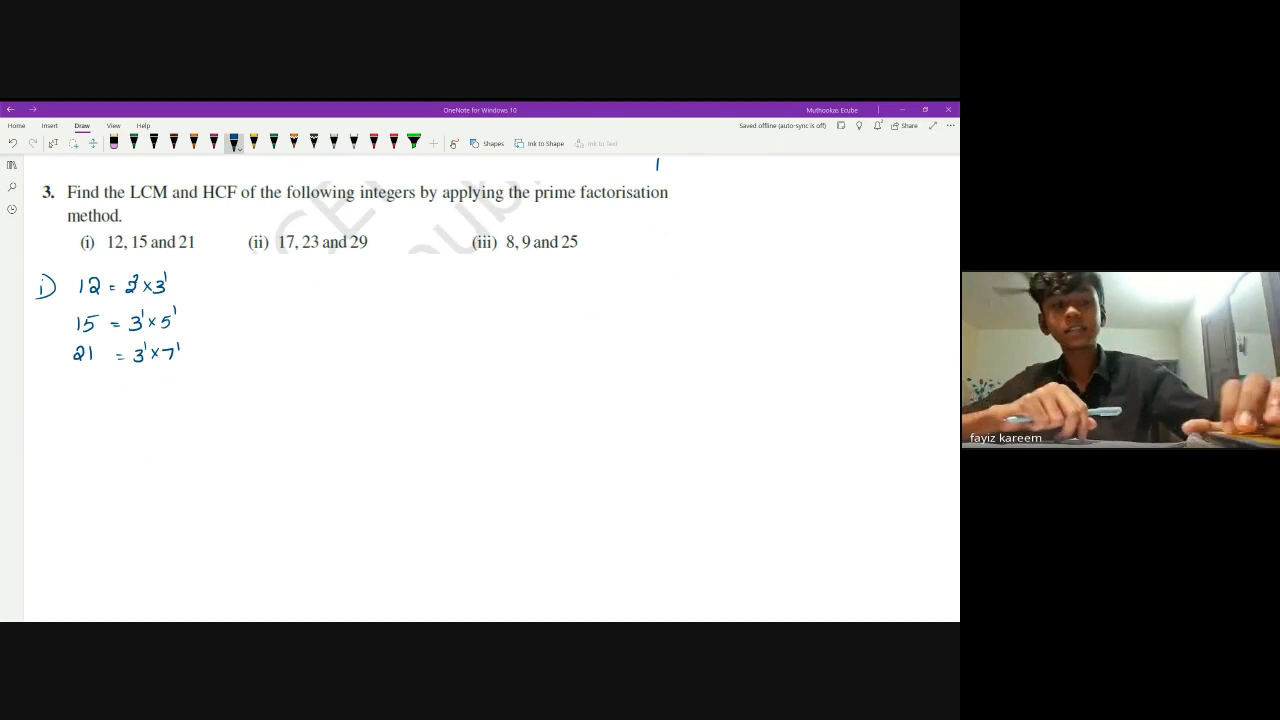 OneNote for Windows 10
Muthookas Ecube
Home Insert Draw View Help
Saved offline (auto-sync is off)
Share
Shapes
Ink to Shape
Ink to Text
3. Find the LCM and HCF of the following integers by applying the prime factorisation
method.
(i) 12, 15 and 21 (ii) 17, 23 and 29 (iii) 8, 9 and 25
i) 12 = 2² × 3¹
15 = 3¹ × 5¹
21 = 3¹ × 7¹
fayiz kareem